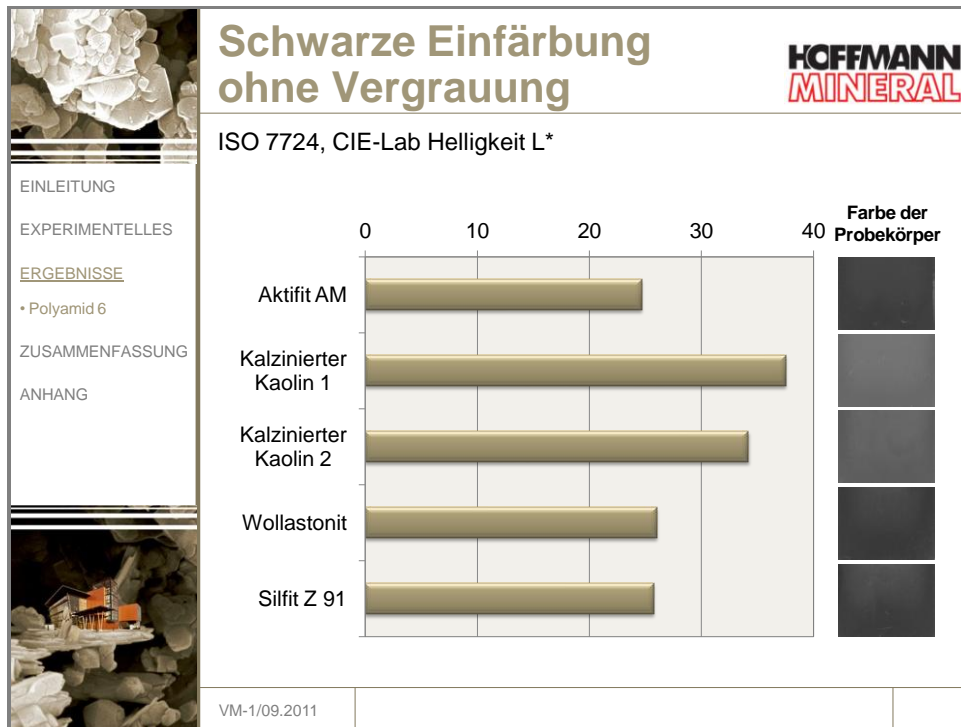 Schwarze Einfärbung
ohne Vergrauung
HOFFMANN
MINERAL
ISO 7724, CIE-Lab Helligkeit L*
EINLEITUNG
EXPERIMENTELLES
ERGEBNISSE
• Polyamid 6
ZUSAMMENFASSUNG
ANHANG
0 10 20 30 40
Farbe der
Probekörper
Aktifit AM
Kalzinierter
Kaolin 1
Kalzinierter
Kaolin 2
Wollastonit
Silfit Z 91
VM-1/09.2011